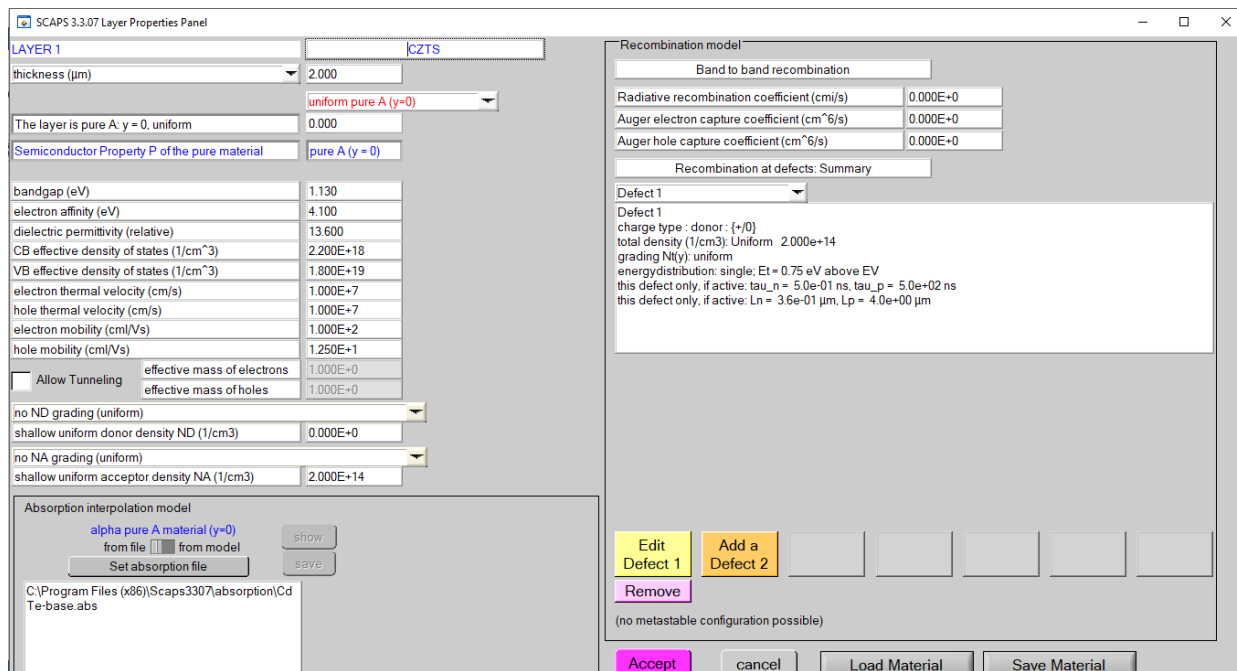 SCAPS 3.3.07 Layer Properties Panel
LAYER 1
CZTS
thickness (µm)
2.000
uniform pure A (y=0)
The layer is pure A: y = 0, uniform
0.000
Semiconductor Property P of the pure material
pure A (y = 0)
bandgap (eV)
1.130
electron affinity (eV)
4.100
dielectric permittivity (relative)
13.600
CB effective density of states (1/cm^3)
2.200E+18
VB effective density of states (1/cm^3)
1.800E+19
electron thermal velocity (cm/s)
1.000E+7
hole thermal velocity (cm/s)
1.000E+7
electron mobility (cml/Vs)
1.000E+2
hole mobility (cml/Vs)
1.250E+1
Allow Tunneling
effective mass of electrons
1.000E+0
effective mass of holes
1.000E+0
no ND grading (uniform)
shallow uniform donor density ND (1/cm3)
0.000E+0
no NA grading (uniform)
shallow uniform acceptor density NA (1/cm3)
2.000E+14
Absorption interpolation model
alpha pure A material (y=0)
from file
from model
show
Set absorption file
save
C:\Program Files (x86)\Scaps3307\absorption\Cd
Te-base.abs
Recombination model
Band to band recombination
Radiative recombination coefficient (cmi/s)
0.000E+0
Auger electron capture coefficient (cm^6/s)
0.000E+0
Auger hole capture coefficient (cm^6/s)
0.000E+0
Recombination at defects: Summary
Defect 1
Defect 1
charge type : donor : {+/0}
total density (1/cm3): Uniform 2.000e+14
grading Nt(y): uniform
energydistribution: single; Et = 0.75 eV above EV
this defect only, if active: tau_n = 5.0e-01 ns, tau_p = 5.0e+02 ns
this defect only, if active: Ln = 3.6e-01 µm, Lp = 4.0e+00 µm
Edit
Defect 1
Add a
Defect 2
Remove
(no metastable configuration possible)
Accept
cancel
Load Material
Save Material